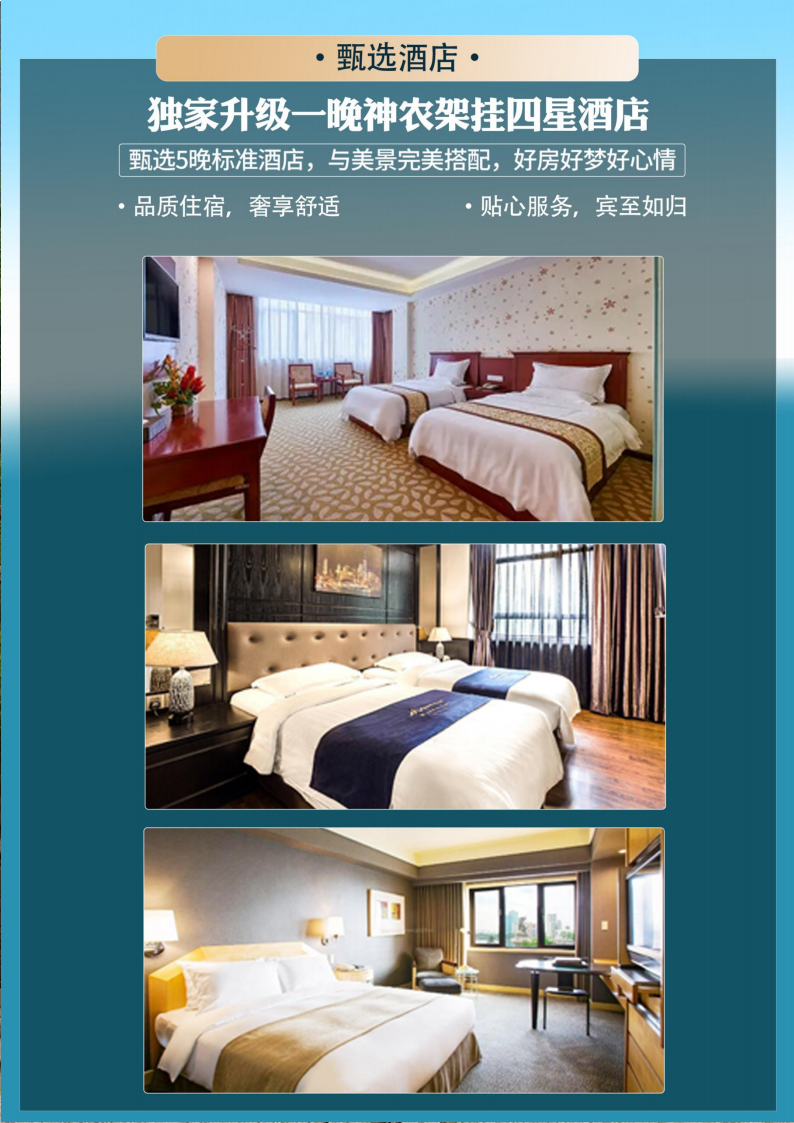 ·甄选酒店·
独家升级一晚神农架挂四星酒店
甄选5晚标准酒店，与美景完美搭配，好房好梦好心情
·品质住宿，奢享舒适
·贴心服务，宾至如归